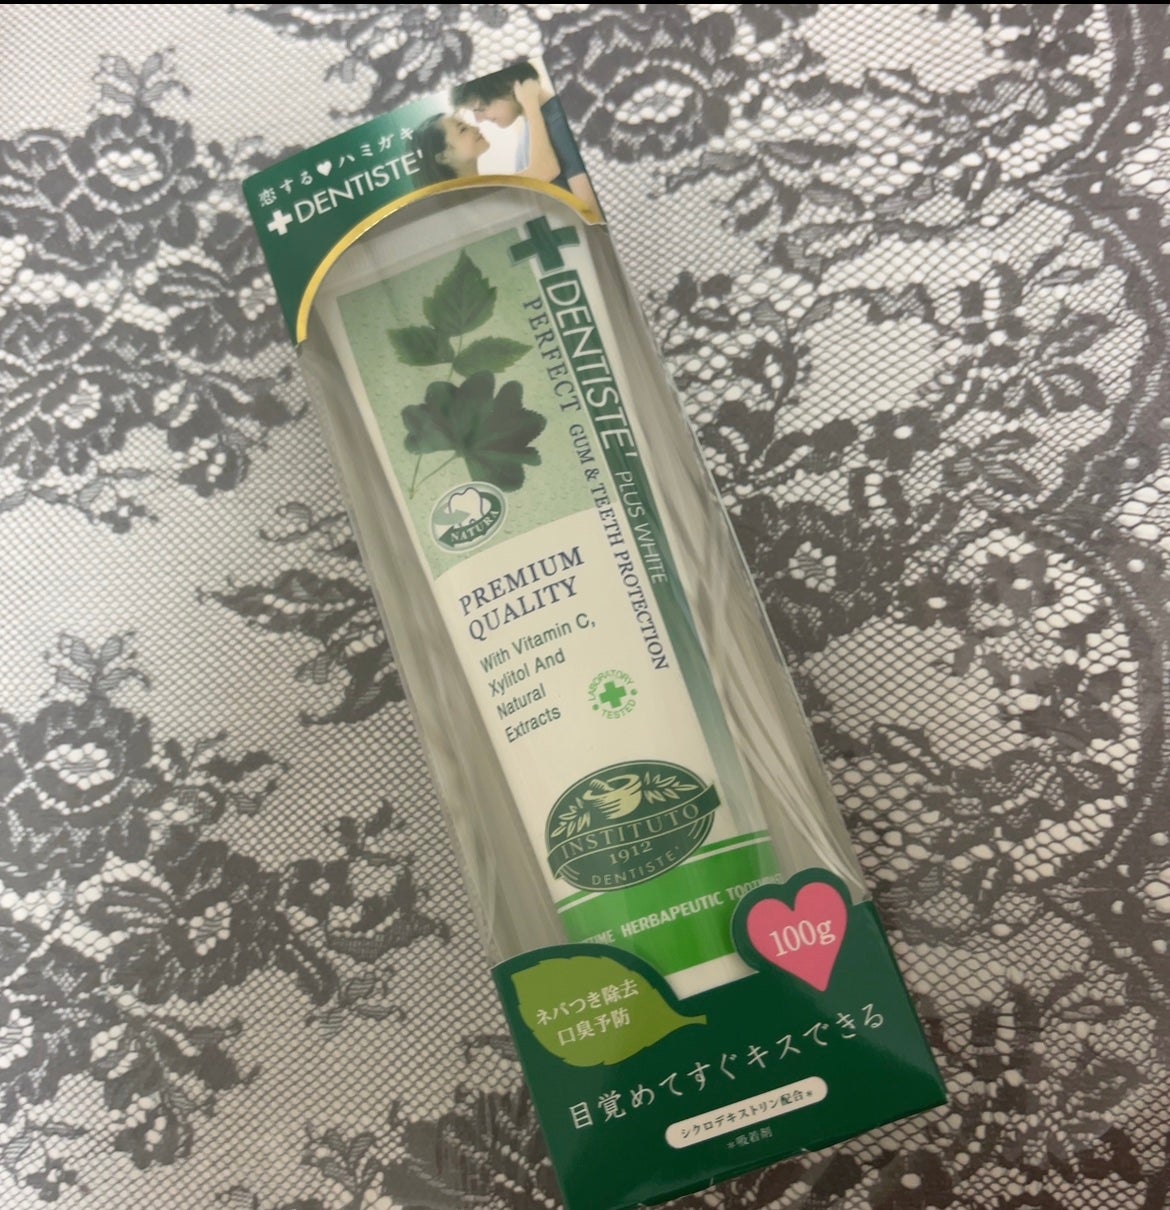 恋する♥ハミガキ
DENTISTE'
DENTISTE' PLUS WHITE
PERFECT GUM & TEETH PROTECTION
NATURA
PREMIUM
QUALITY
With Vitamin C,
Xylitol And
Natural
Extracts
LABORATORY
TESTED
INSTITUTO
1912
DENTISTE'
HERBAPEUTIC
100g
ネバつき除去
口臭予防
目覚めてすぐキスできる
シクロデキストリン配合*
*吸着剤